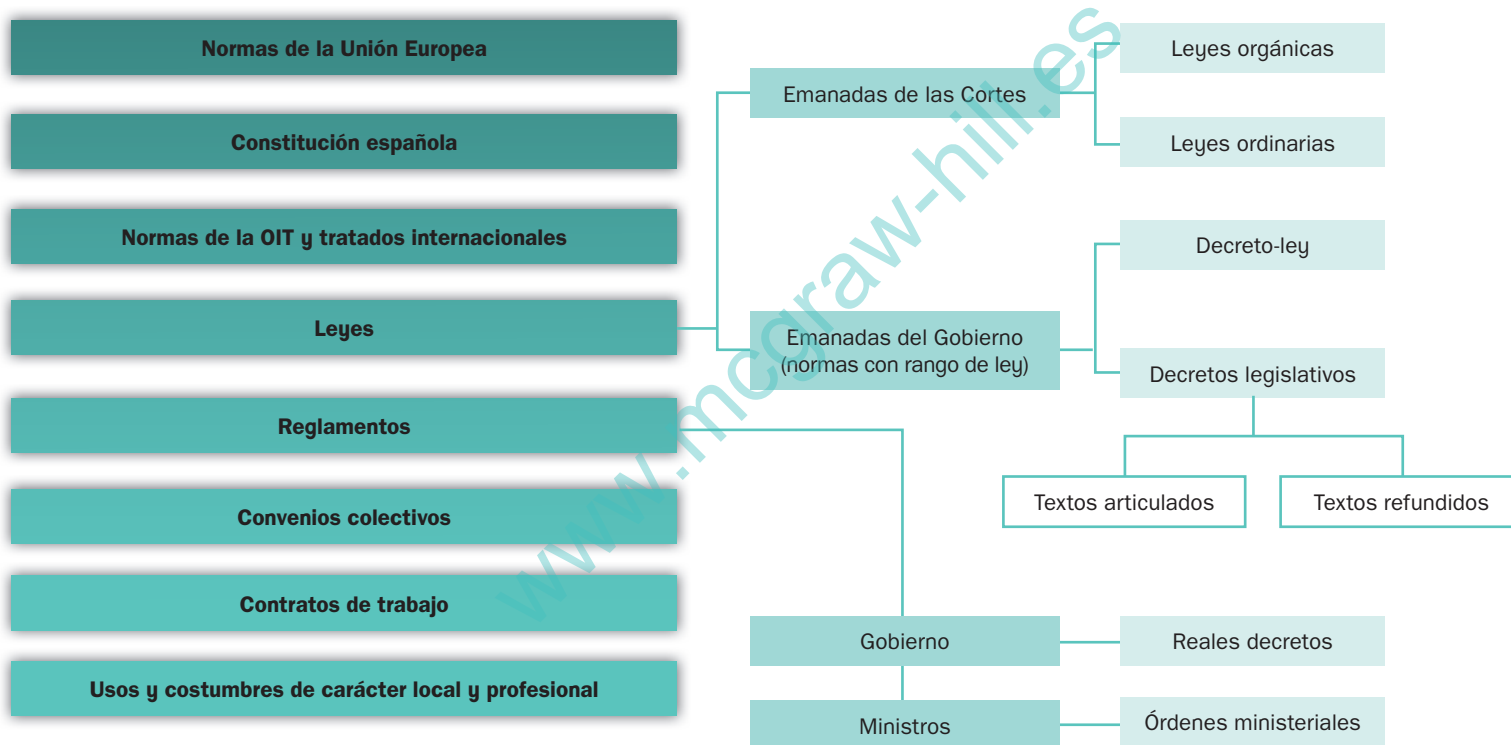 Normas de la Unión Europea
Constitución española
Normas de la OIT y tratados internacionales
Leyes
Reglamentos
Convenios colectivos
Contratos de trabajo
Usos y costumbres de carácter local y profesional
Emanadas de las Cortes
Leyes orgánicas
Leyes ordinarias
Emanadas del Gobierno
(normas con rango de ley)
Decreto-ley
Decretos legislativos
Textos articulados
Textos refundidos
Gobierno
Reales decretos
Ministros
Órdenes ministeriales
www.mcgraw-hill.es